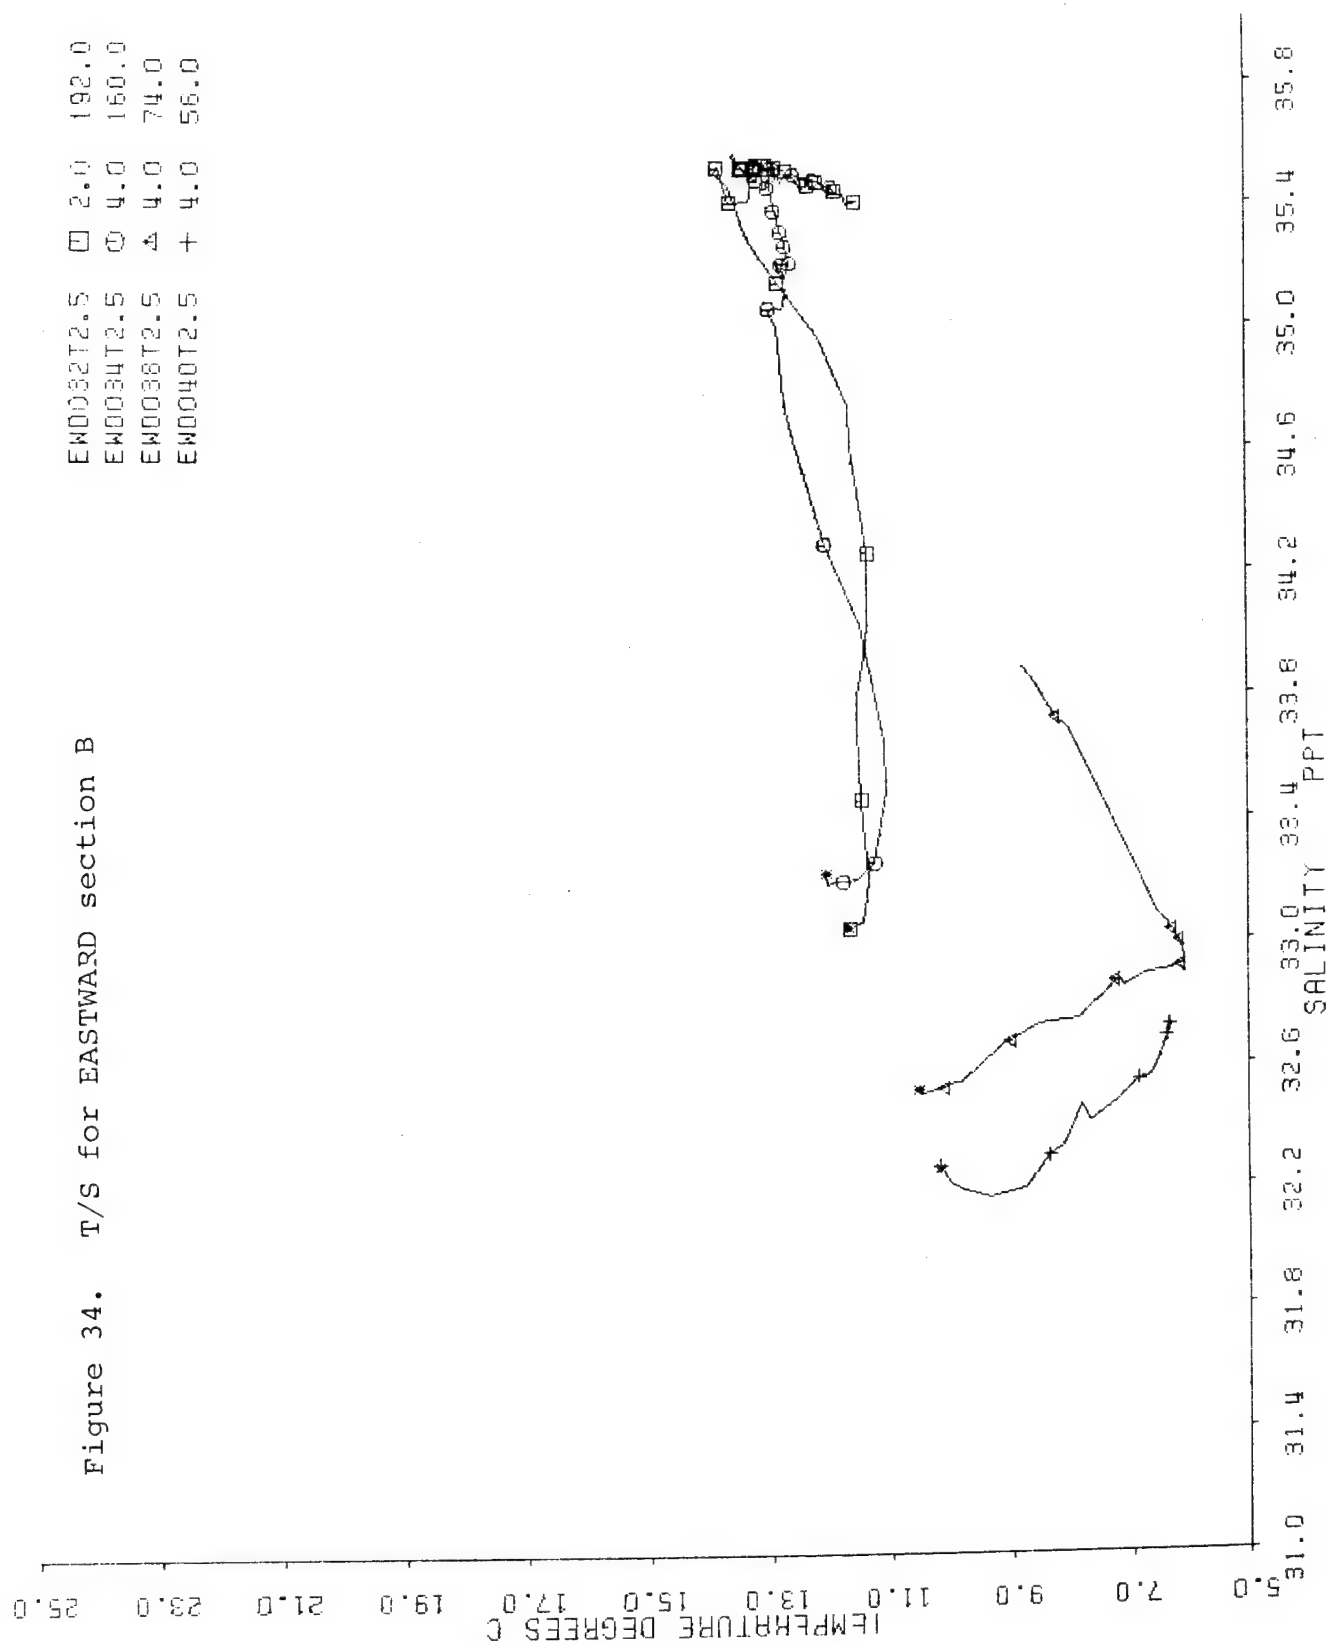 Figure 34. T/S for EASTWARD section B
EWD032T2.5 2.0 192.0
EWD034T2.5 4.0 160.0
EWD038T2.5 4.0 74.0
EWD040T2.5 + 4.0 56.0
25.0
23.0
21.0
19.0
17.0
15.0
13.0
11.0
9.0
7.0
5.0
TEMPERATURE DEGREES C
31.0 31.4 31.8 32.2 32.6 33.0 33.4 33.8 34.2 34.6 35.0 35.4 35.8
SALINITY PPT